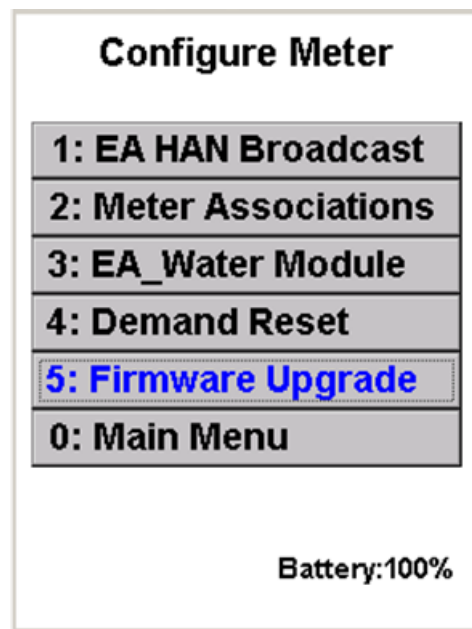 Configure Meter
1: EA HAN Broadcast
2: Meter Associations
3: EA_Water Module
4: Demand Reset
5: Firmware Upgrade
0: Main Menu
Battery:100%